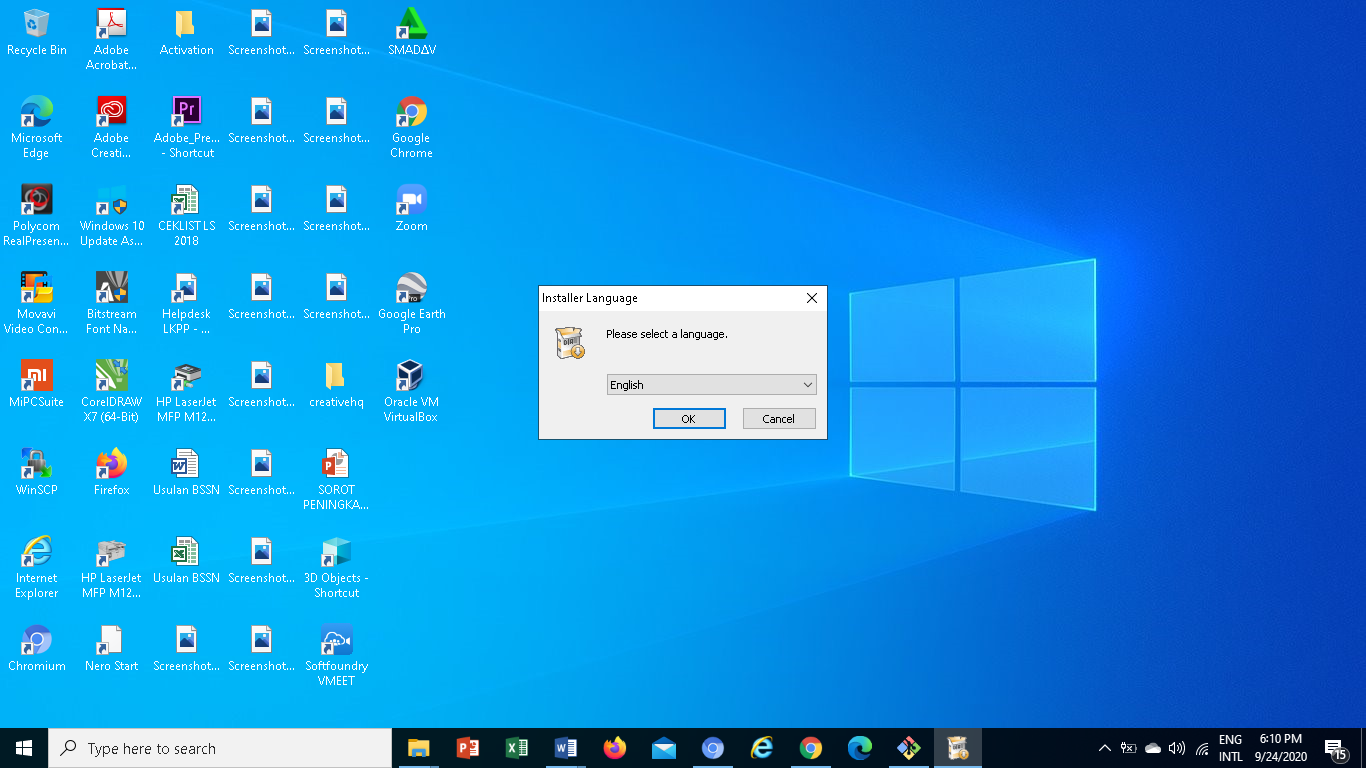 Recycle Bin
Adobe
Acrobat...
Activation
Screenshot...
Screenshot...
SMADΔV
Microsoft
Edge
Adobe
Creati...
Adobe_Pre...
- Shortcut
Screenshot...
Screenshot...
Google
Chrome
Polycom
RealPresen...
Windows 10
Update As...
CEKLIST LS
2018
Screenshot...
Screenshot...
Zoom
Movavi
Video Con...
Bitstream
Font Na...
Helpdesk
LKPP - ...
Screenshot...
Screenshot...
Google Earth
Pro
MiPCSuite
CorelDRAW
X7 (64-Bit)
HP LaserJet
MFP M12...
Screenshot...
creativehq
Oracle VM
VirtualBox
WinSCP
Firefox
Usulan BSSN
Screenshot...
SOROT
PENINGKA...
Internet
Explorer
HP LaserJet
MFP M12...
Usulan BSSN
Screenshot...
3D Objects -
Shortcut
Chromium
Nero Start
Screenshot...
Screenshot...
Softfoundry
VMEET
Installer Language
Please select a language.
English
OK
Cancel
Type here to search
ENG
INTL
6:10 PM
9/24/2020
15